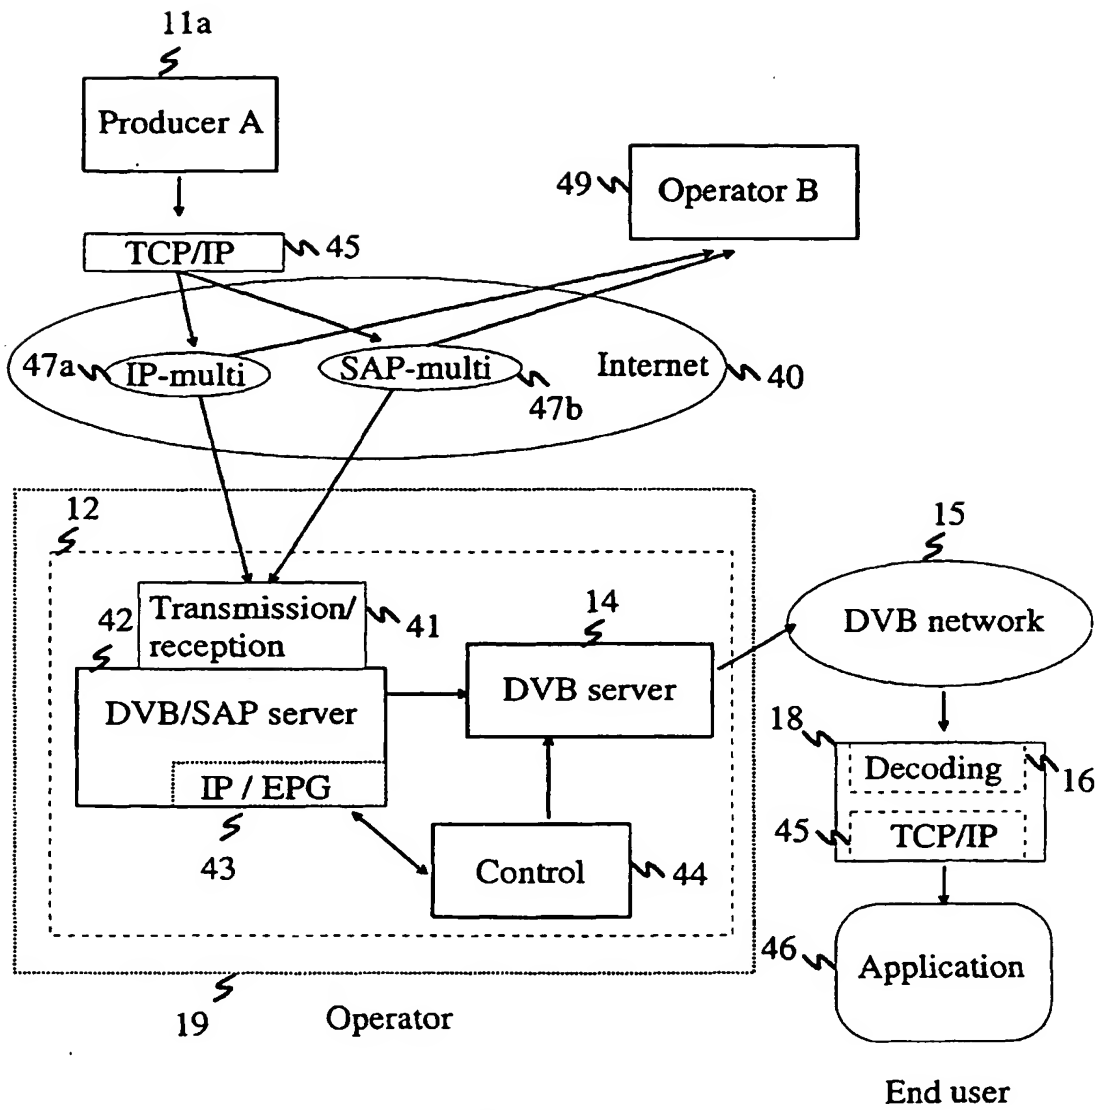 11a
Producer A
49
Operator B
TCP/IP
45
47a
IP-multi
SAP-multi
Internet
40
47b
12
15
42
Transmission/
reception
41
14
DVB network
DVB/SAP server
DVB server
18
Decoding
16
IP / EPG
45
TCP/IP
43
Control
44
46
Application
19
Operator
End user